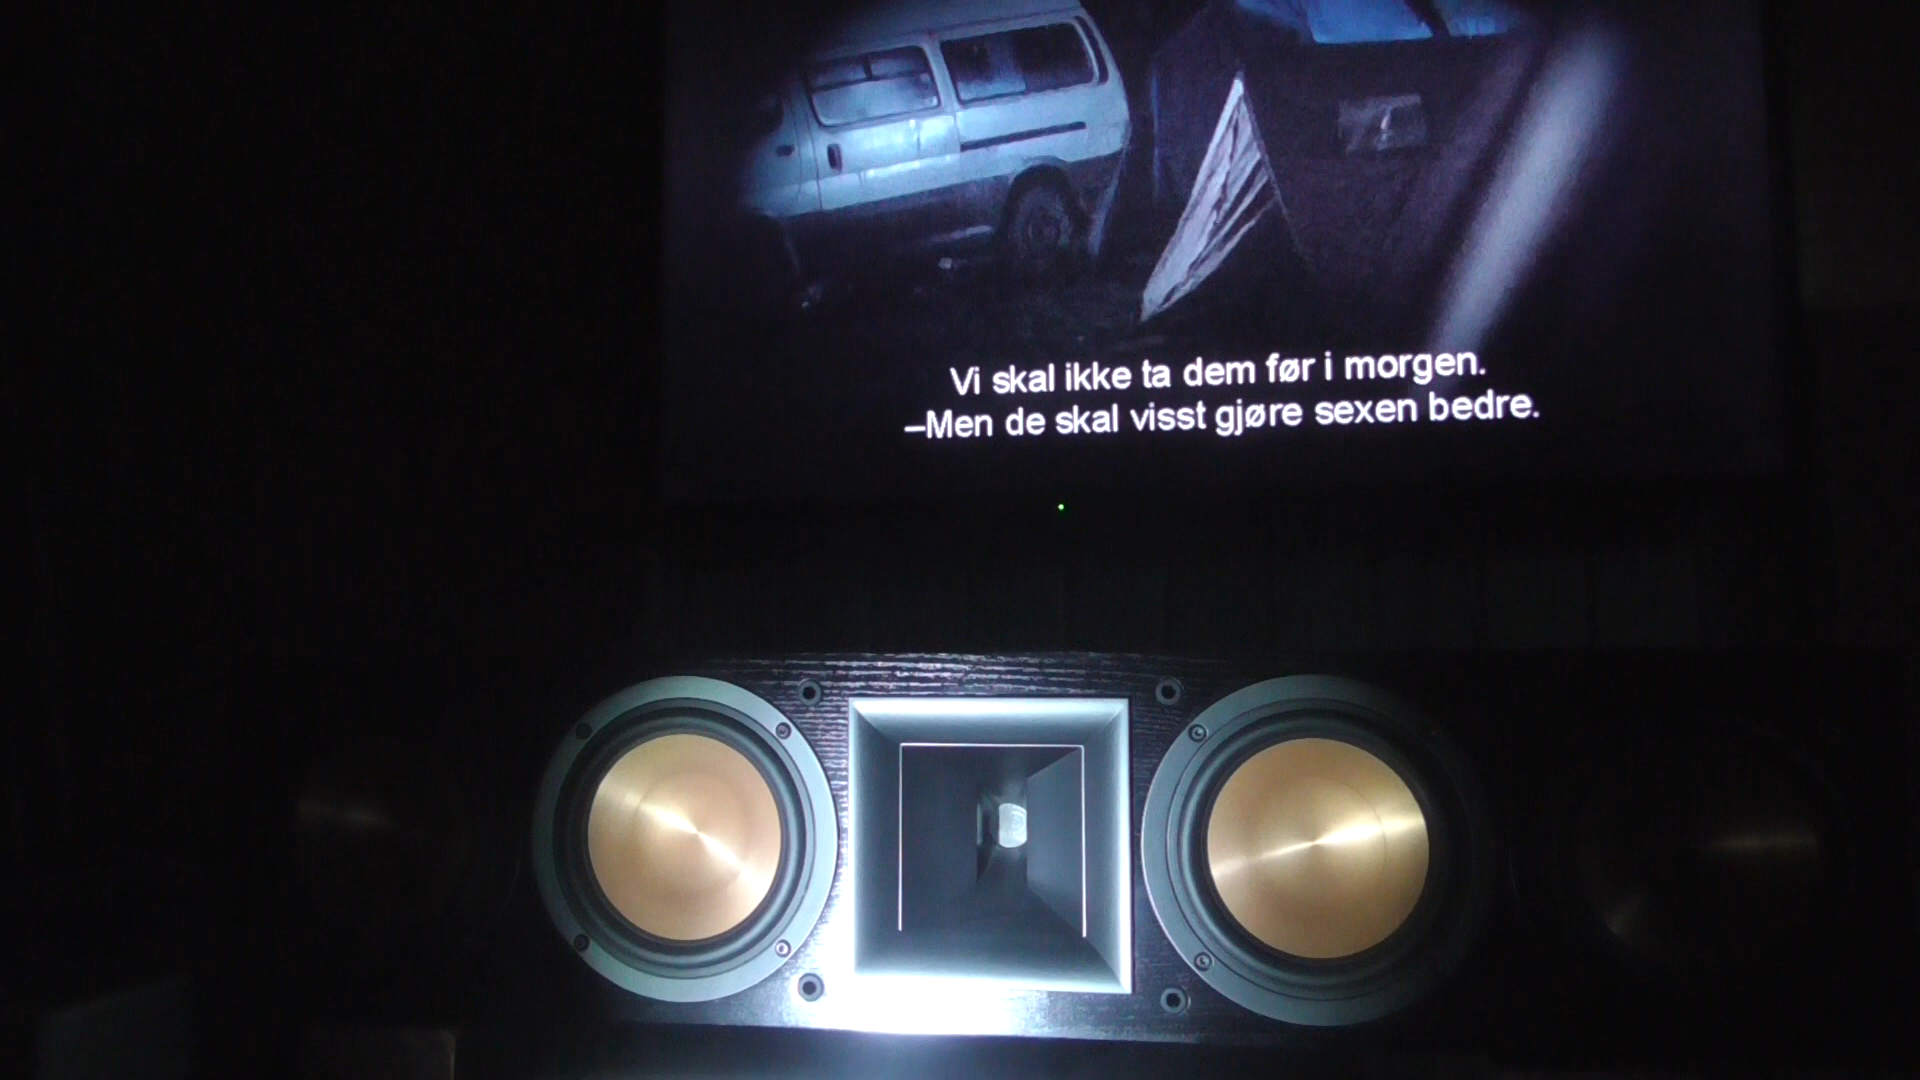 Vi skal ikke ta dem før i morgen.
–Men de skal visst gjøre sexen bedre.